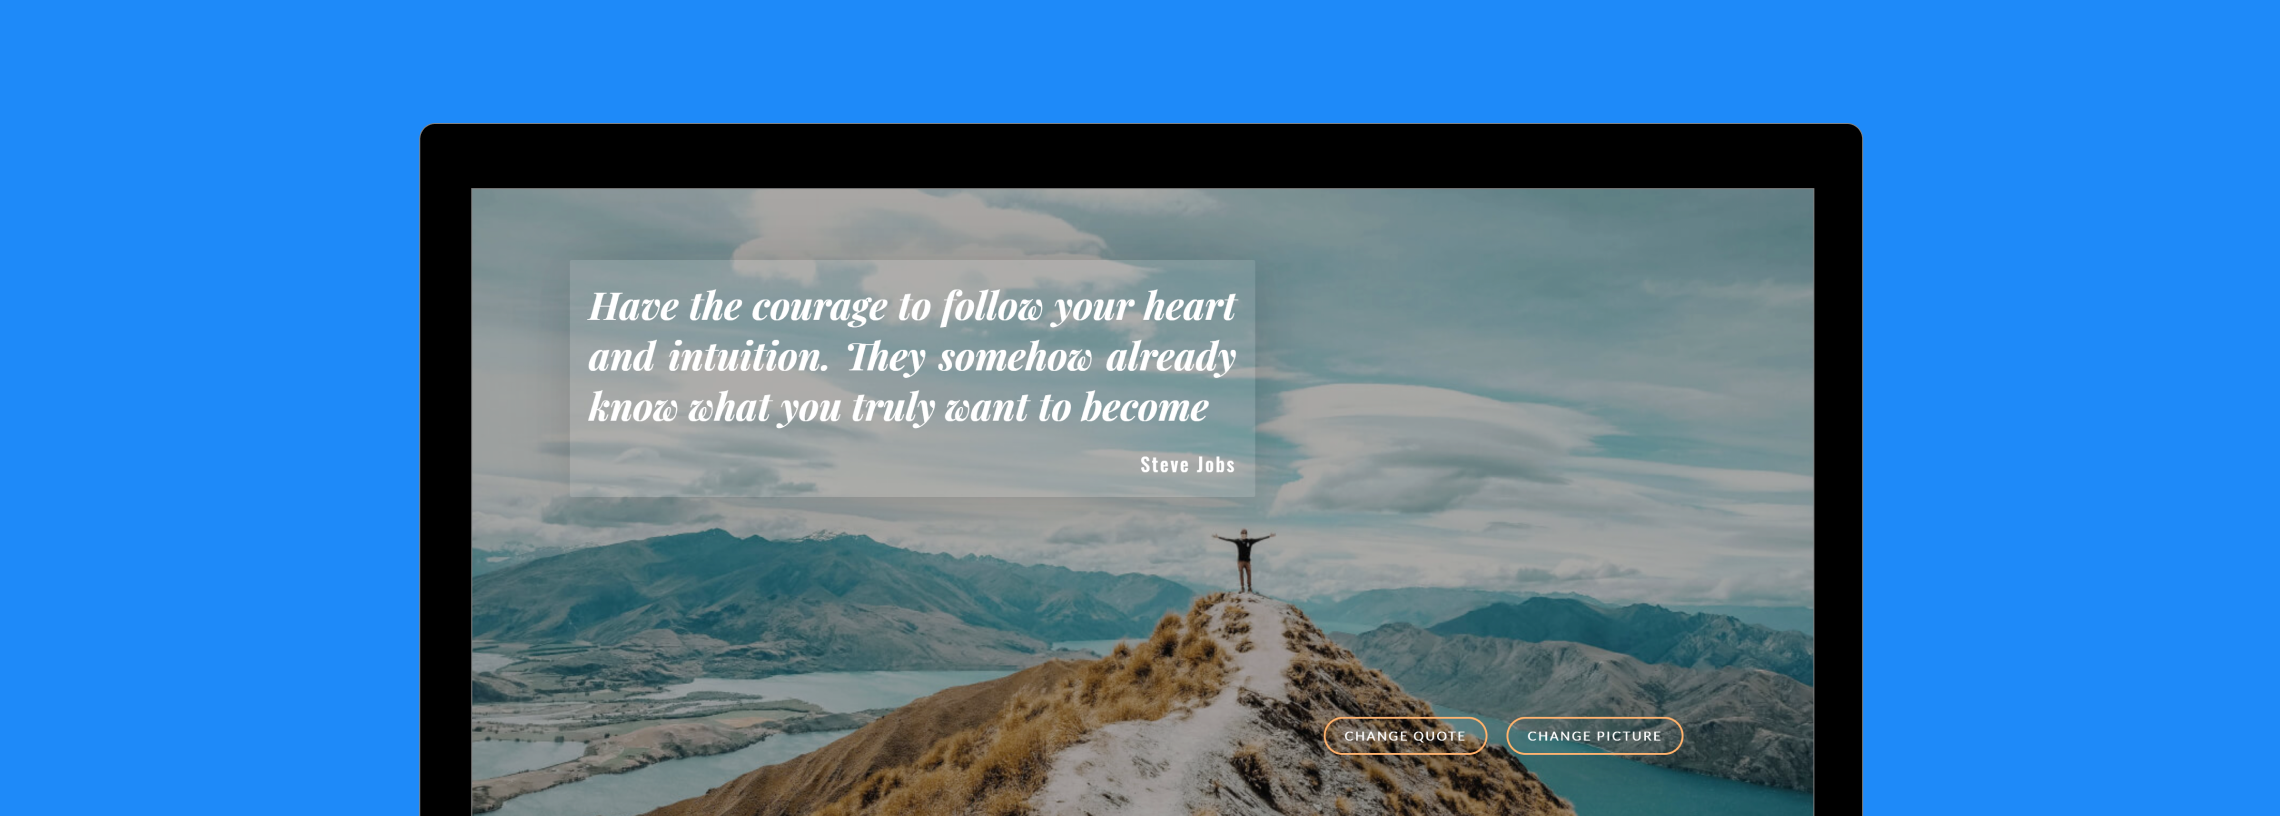 Have the courage to follow your heart
and intuition. They somehow already
know what you truly want to become
Steve Jobs
CHANGE QUOTE
CHANGE PICTURE